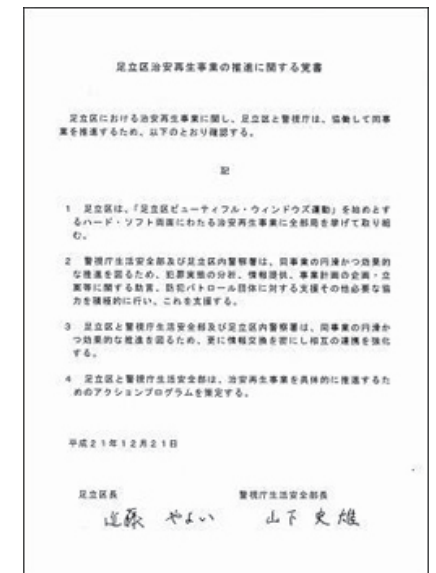 足立区治安再生事業の推進に関する覚書
足立区における治安再生事業に関し、足立区と警視庁は、協働して同事
業を推進するため、以下のとおり確認する。
記
1 足立区は、「足立区ビューティフル・ウィンドウズ運動」を始めとす
るハード・ソフト両面にわたる治安再生事業に全部局を挙げて取り組
む。
2 警視庁生活安全部及び足立区内警察署は、同事業の円滑かつ効果的
な推進を図るため、犯罪実態の分析、情報提供、事業計画の企画・立
案等に関する助言、防犯パトロール団体に対する支援その他必要な協
力を積極的に行い、これを支援する。
3 足立区と警視庁生活安全部及び足立区内警察署は、同事業の円滑か
つ効果的な推進を図るため、更に情報交換を密にし相互の連携を強化
する。
4 足立区と警視庁生活安全部は、治安再生事業を具体的に推進するた
めのアクションプログラムを策定する。
平成21年12月21日
足立区長 警視庁生活安全部長
近藤 やよい 山下 史雄